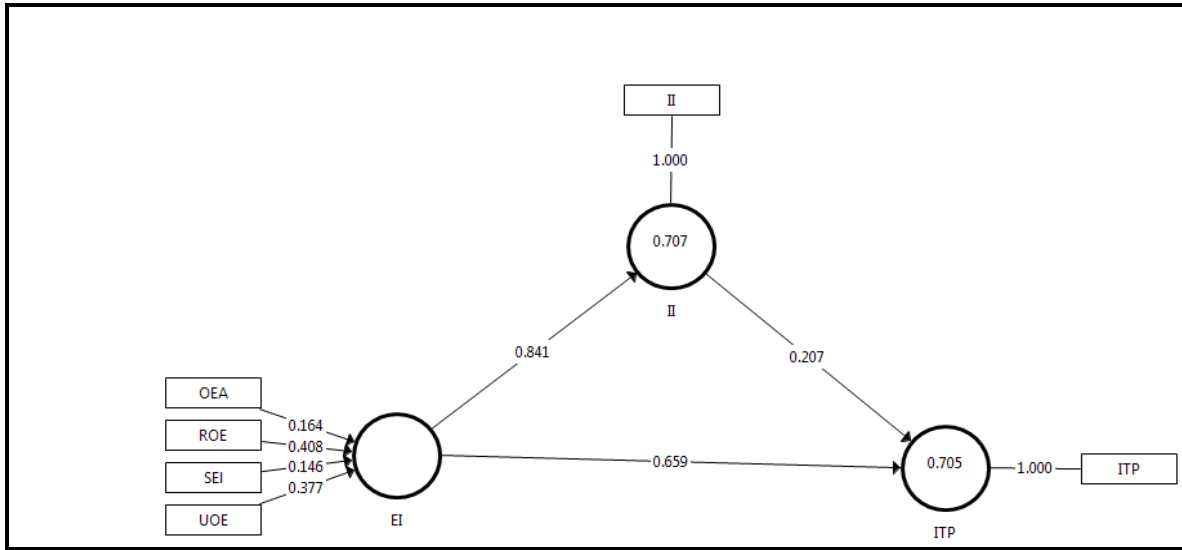 II
1.000
0.707
II
0.841
0.207
OEA
ROE
SEI
UOE
0.164
0.408
0.146
0.377
EI
0.659
0.705
ITP
1.000
ITP